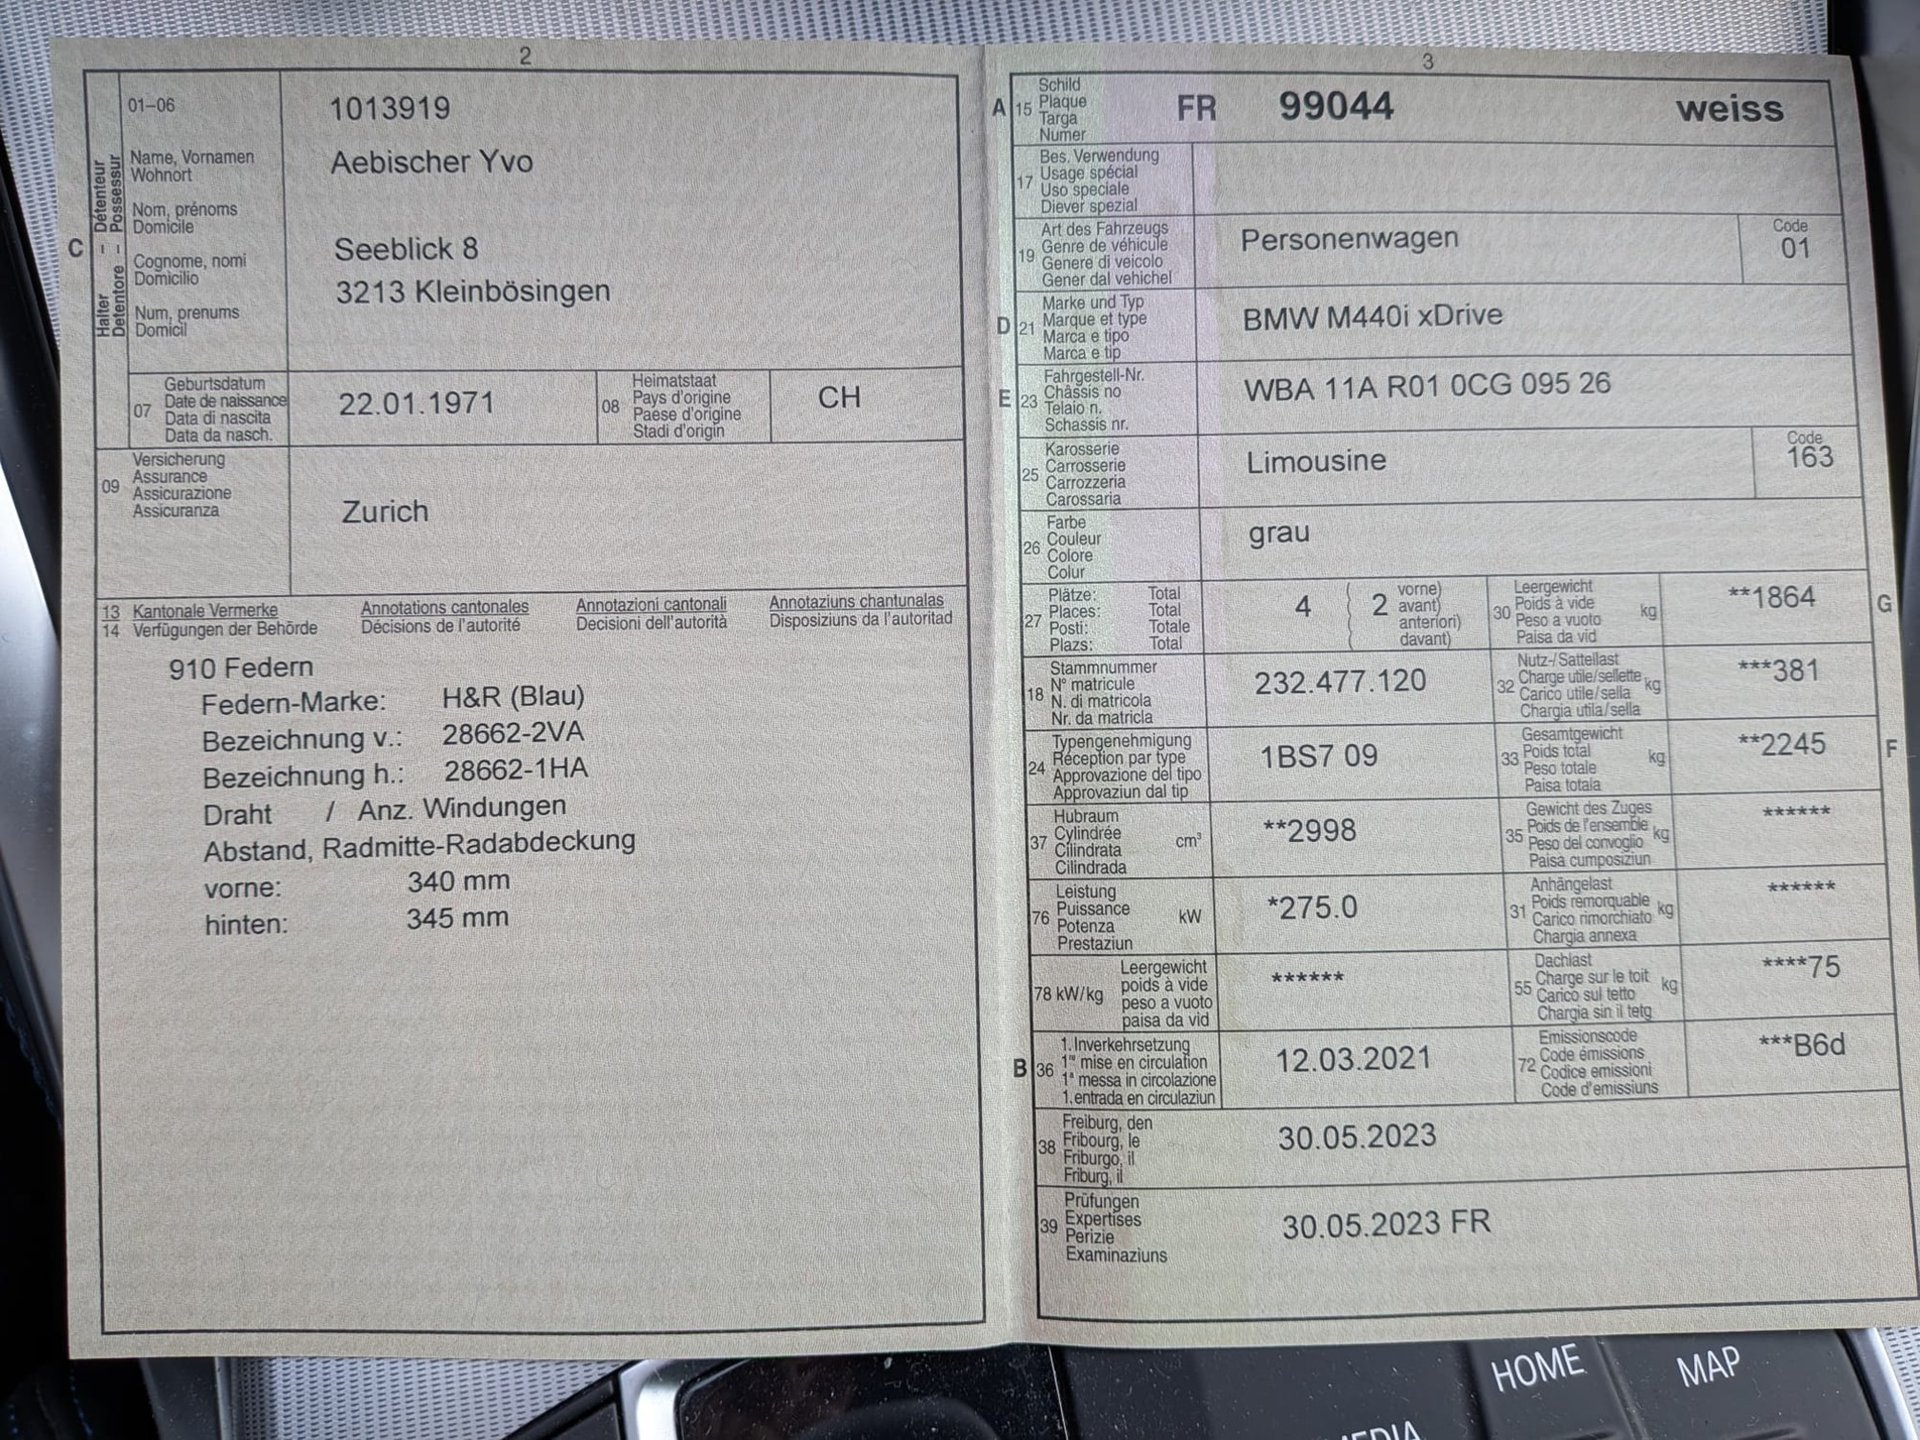 2
01–06
1013919
Name, Vornamen
Wohnort
Aebischer Yvo
Nom, prénoms
Domicile
Seeblick 8
Cognome, nomi
Domicilio
3213 Kleinbösingen
Num, prenums
Domicil
C
Halter – Détenteur
Detentore – Possessur
07
Geburtsdatum
Date de naissance
Data di nascita
Data da nasch.
22.01.1971
08
Heimatstaat
Pays d'origine
Paese d'origine
Stadi d'origin
CH
09
Versicherung
Assurance
Assicurazione
Assicuranza
Zurich
13 Kantonale Vermerke Annotations cantonales Annotazioni cantonali Annotaziuns chantunalas
14 Verfügungen der Behörde Décisions de l'autorité Decisioni dell'autorità Disposiziuns da l'autoritad
910 Federn
Federn-Marke: H&R (Blau)
Bezeichnung v.: 28662-2VA
Bezeichnung h.: 28662-1HA
Draht / Anz. Windungen
Abstand, Radmitte-Radabdeckung
vorne: 340 mm
hinten: 345 mm
3
A 15
Schild
Plaque
Targa
Numer
FR 99044 weiss
17
Bes. Verwendung
Usage spécial
Uso speciale
Diever spezial
19
Art des Fahrzeugs
Genre de véhicule
Genere di veicolo
Gener dal vehichel
Personenwagen
Code
01
D 21
Marke und Typ
Marque et type
Marca e tipo
Marca e tip
BMW M440i xDrive
E 23
Fahrgestell-Nr.
Châssis no
Telaio n.
Schassis nr.
WBA 11A R01 0CG 095 26
25
Karosserie
Carrosserie
Carrozzeria
Carossaria
Limousine
Code
163
26
Farbe
Couleur
Colore
Colur
grau
27
Plätze: Total
Places: Total
Posti: Totale
Plazs: Total
4 ( 2 vorne)
( avant)
( anteriori)
( davant)
30
Leergewicht
Poids à vide
Peso a vuoto
Paisa da vid
kg
**1864
G
18
Stammnummer
N° matricule
N. di matricola
Nr. da matricla
232.477.120
32
Nutz-/Sattellast
Charge utile/sellette
Carico utile/sella
Chargia utila/sella
kg
***381
24
Typengenehmigung
Réception par type
Approvazione del tipo
Approvaziun dal tip
1BS7 09
33
Gesamtgewicht
Poids total
Peso totale
Paisa totala
kg
**2245
F
37
Hubraum
Cylindrée
Cilindrata
Cilindrada
cm³
**2998
35
Gewicht des Zuges
Poids de l'ensemble
Peso del convoglio
Paisa cumposiziun
kg
******
76
Leistung
Puissance
Potenza
Prestaziun
kW
*275.0
31
Anhängelast
Poids remorquable
Carico rimorchiato
Chargia annexa
kg
******
78 kW/kg
Leergewicht
poids à vide
peso a vuoto
paisa da vid
******
55
Dachlast
Charge sur le toit
Carico sul tetto
Chargia sin il tetg
kg
****75
B 36
1. Inverkehrsetzung
1re mise en circulation
1a messa in circolazione
1. entrada en circulaziun
12.03.2021
72
Emissionscode
Code émissions
Codice emissioni
Code d'emissiuns
***B6d
38
Freiburg, den
Fribourg, le
Friburgo, il
Friburg, il
30.05.2023
39
Prüfungen
Expertises
Perizie
Examinaziuns
30.05.2023 FR
HOME
MAP
MEDIA